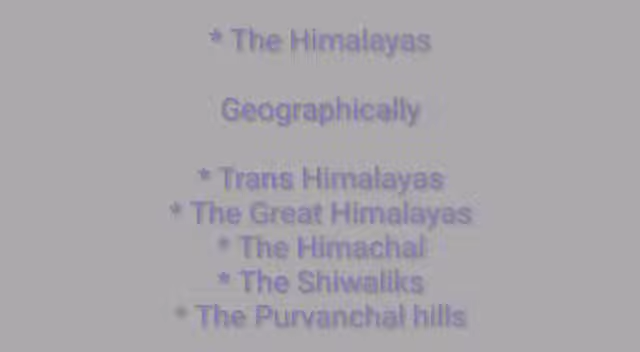 * The Himalayas
Geographically
* Trans Himalayas
* The Great Himalayas
* The Himachal
* The Shiwaliks
* The Purvanchal hills